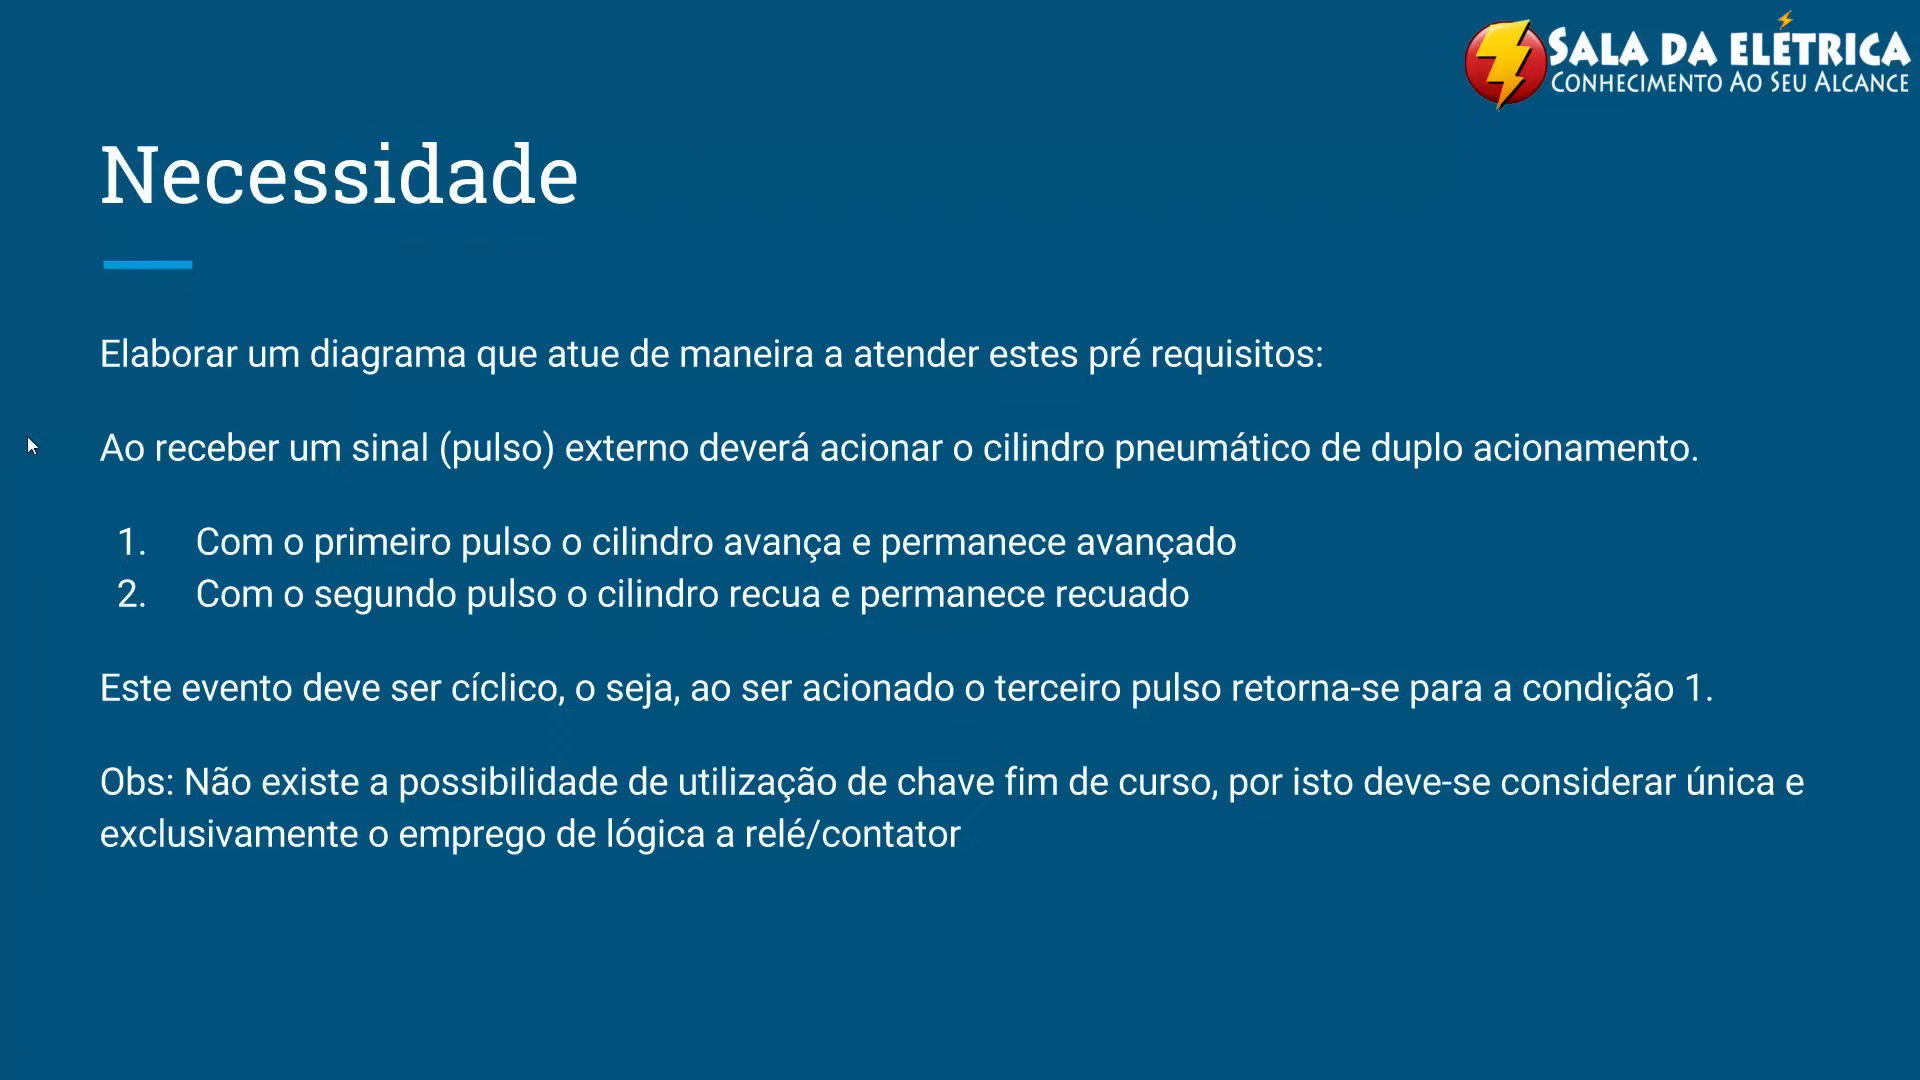 SALA DA ELÉTRICA
CONHECIMENTO AO SEU ALCANCE
Necessidade
Elaborar um diagrama que atue de maneira a atender estes pré requisitos:
Ao receber um sinal (pulso) externo deverá acionar o cilindro pneumático de duplo acionamento.
1. Com o primeiro pulso o cilindro avança e permanece avançado
2. Com o segundo pulso o cilindro recua e permanece recuado
Este evento deve ser cíclico, o seja, ao ser acionado o terceiro pulso retorna-se para a condição 1.
Obs: Não existe a possibilidade de utilização de chave fim de curso, por isto deve-se considerar única e
exclusivamente o emprego de lógica a relé/contator